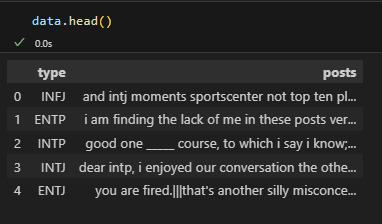 data.head()
0.0s
type posts
0 INFJ and intj moments sportscenter not top ten pl...
1 ENTP i am finding the lack of me in these posts ver...
2 INTP good one _____ course, to which i say i know;...
3 INTJ dear intp, i enjoyed our conversation the othe...
4 ENTJ you are fired.|||that's another silly misconce...